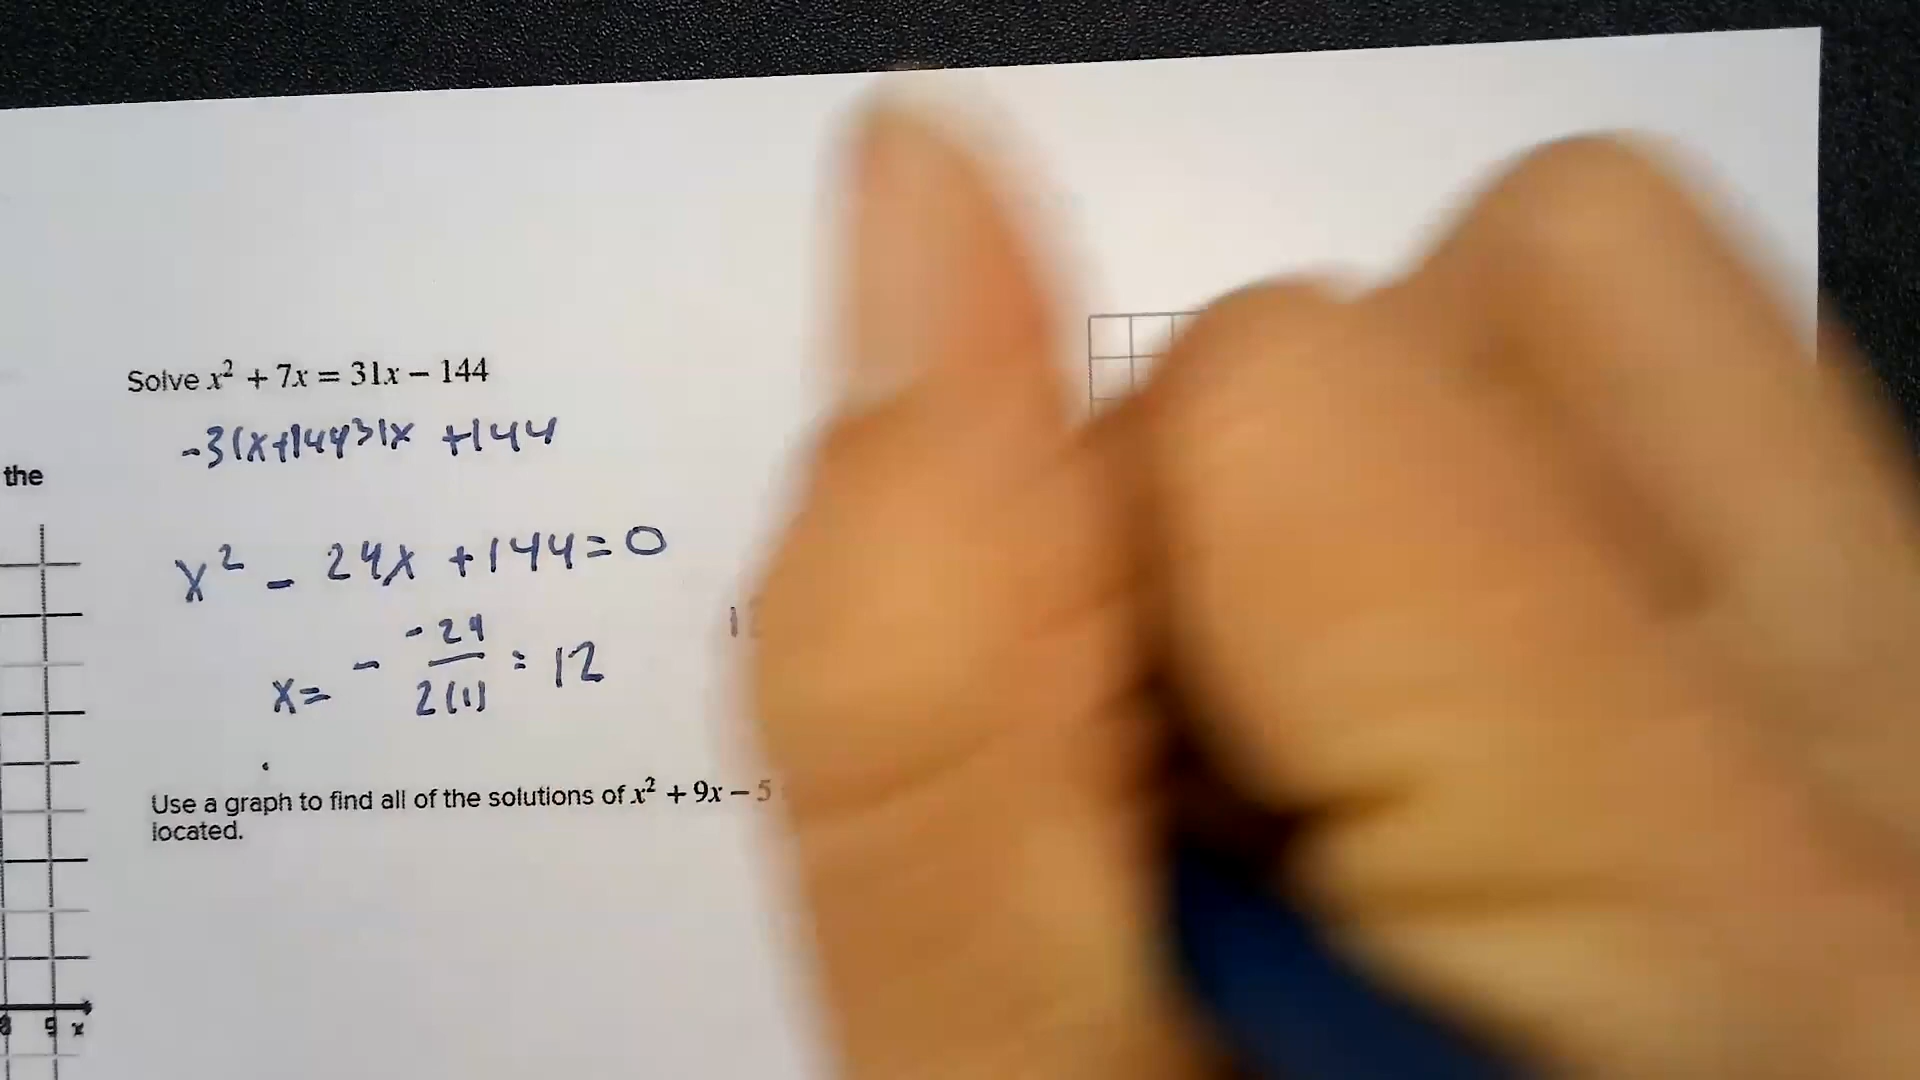 Solve x² + 7x = 31x – 144
-31x+144 31x +144
the
x² - 24x +144=0
x= - -24/2(1) = 12
Use a graph to find all of the solutions of x² + 9x – 5
located.
9 x